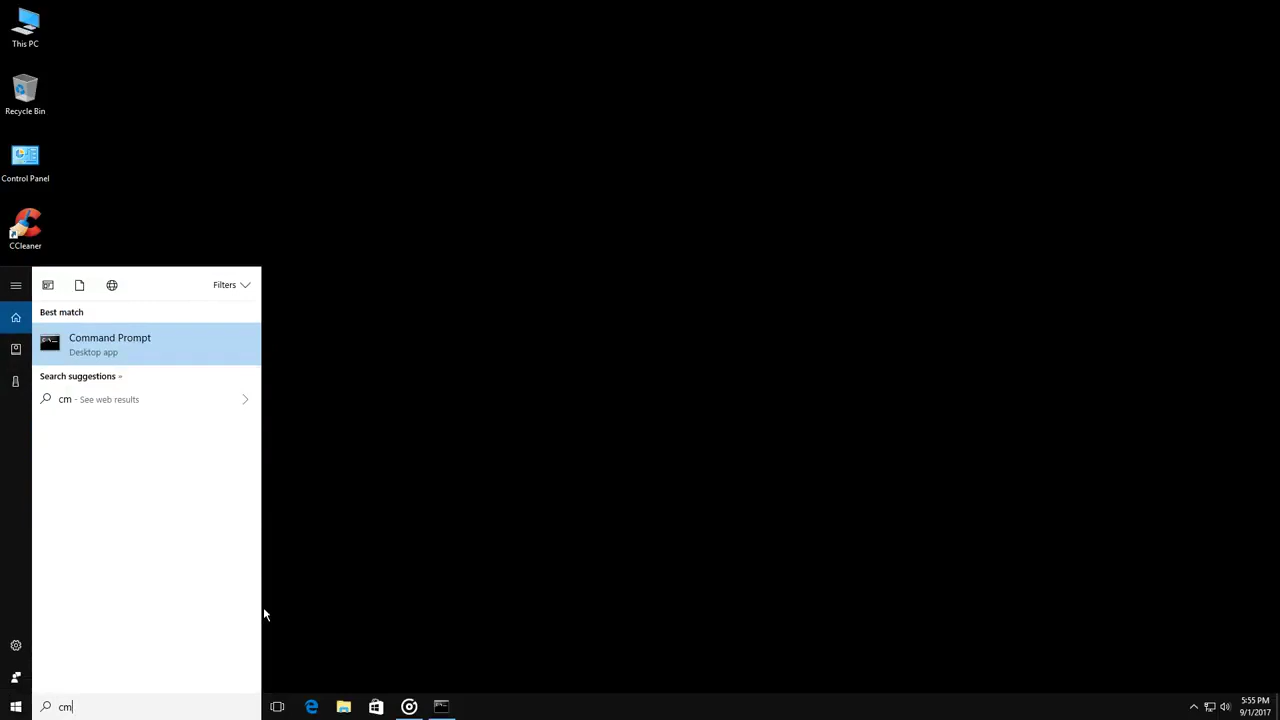 This PC
Recycle Bin
Control Panel
CCleaner
Filters
Best match
Command Prompt
Desktop app
Search suggestions »
cm - See web results
cm
5:55 PM
9/1/2017